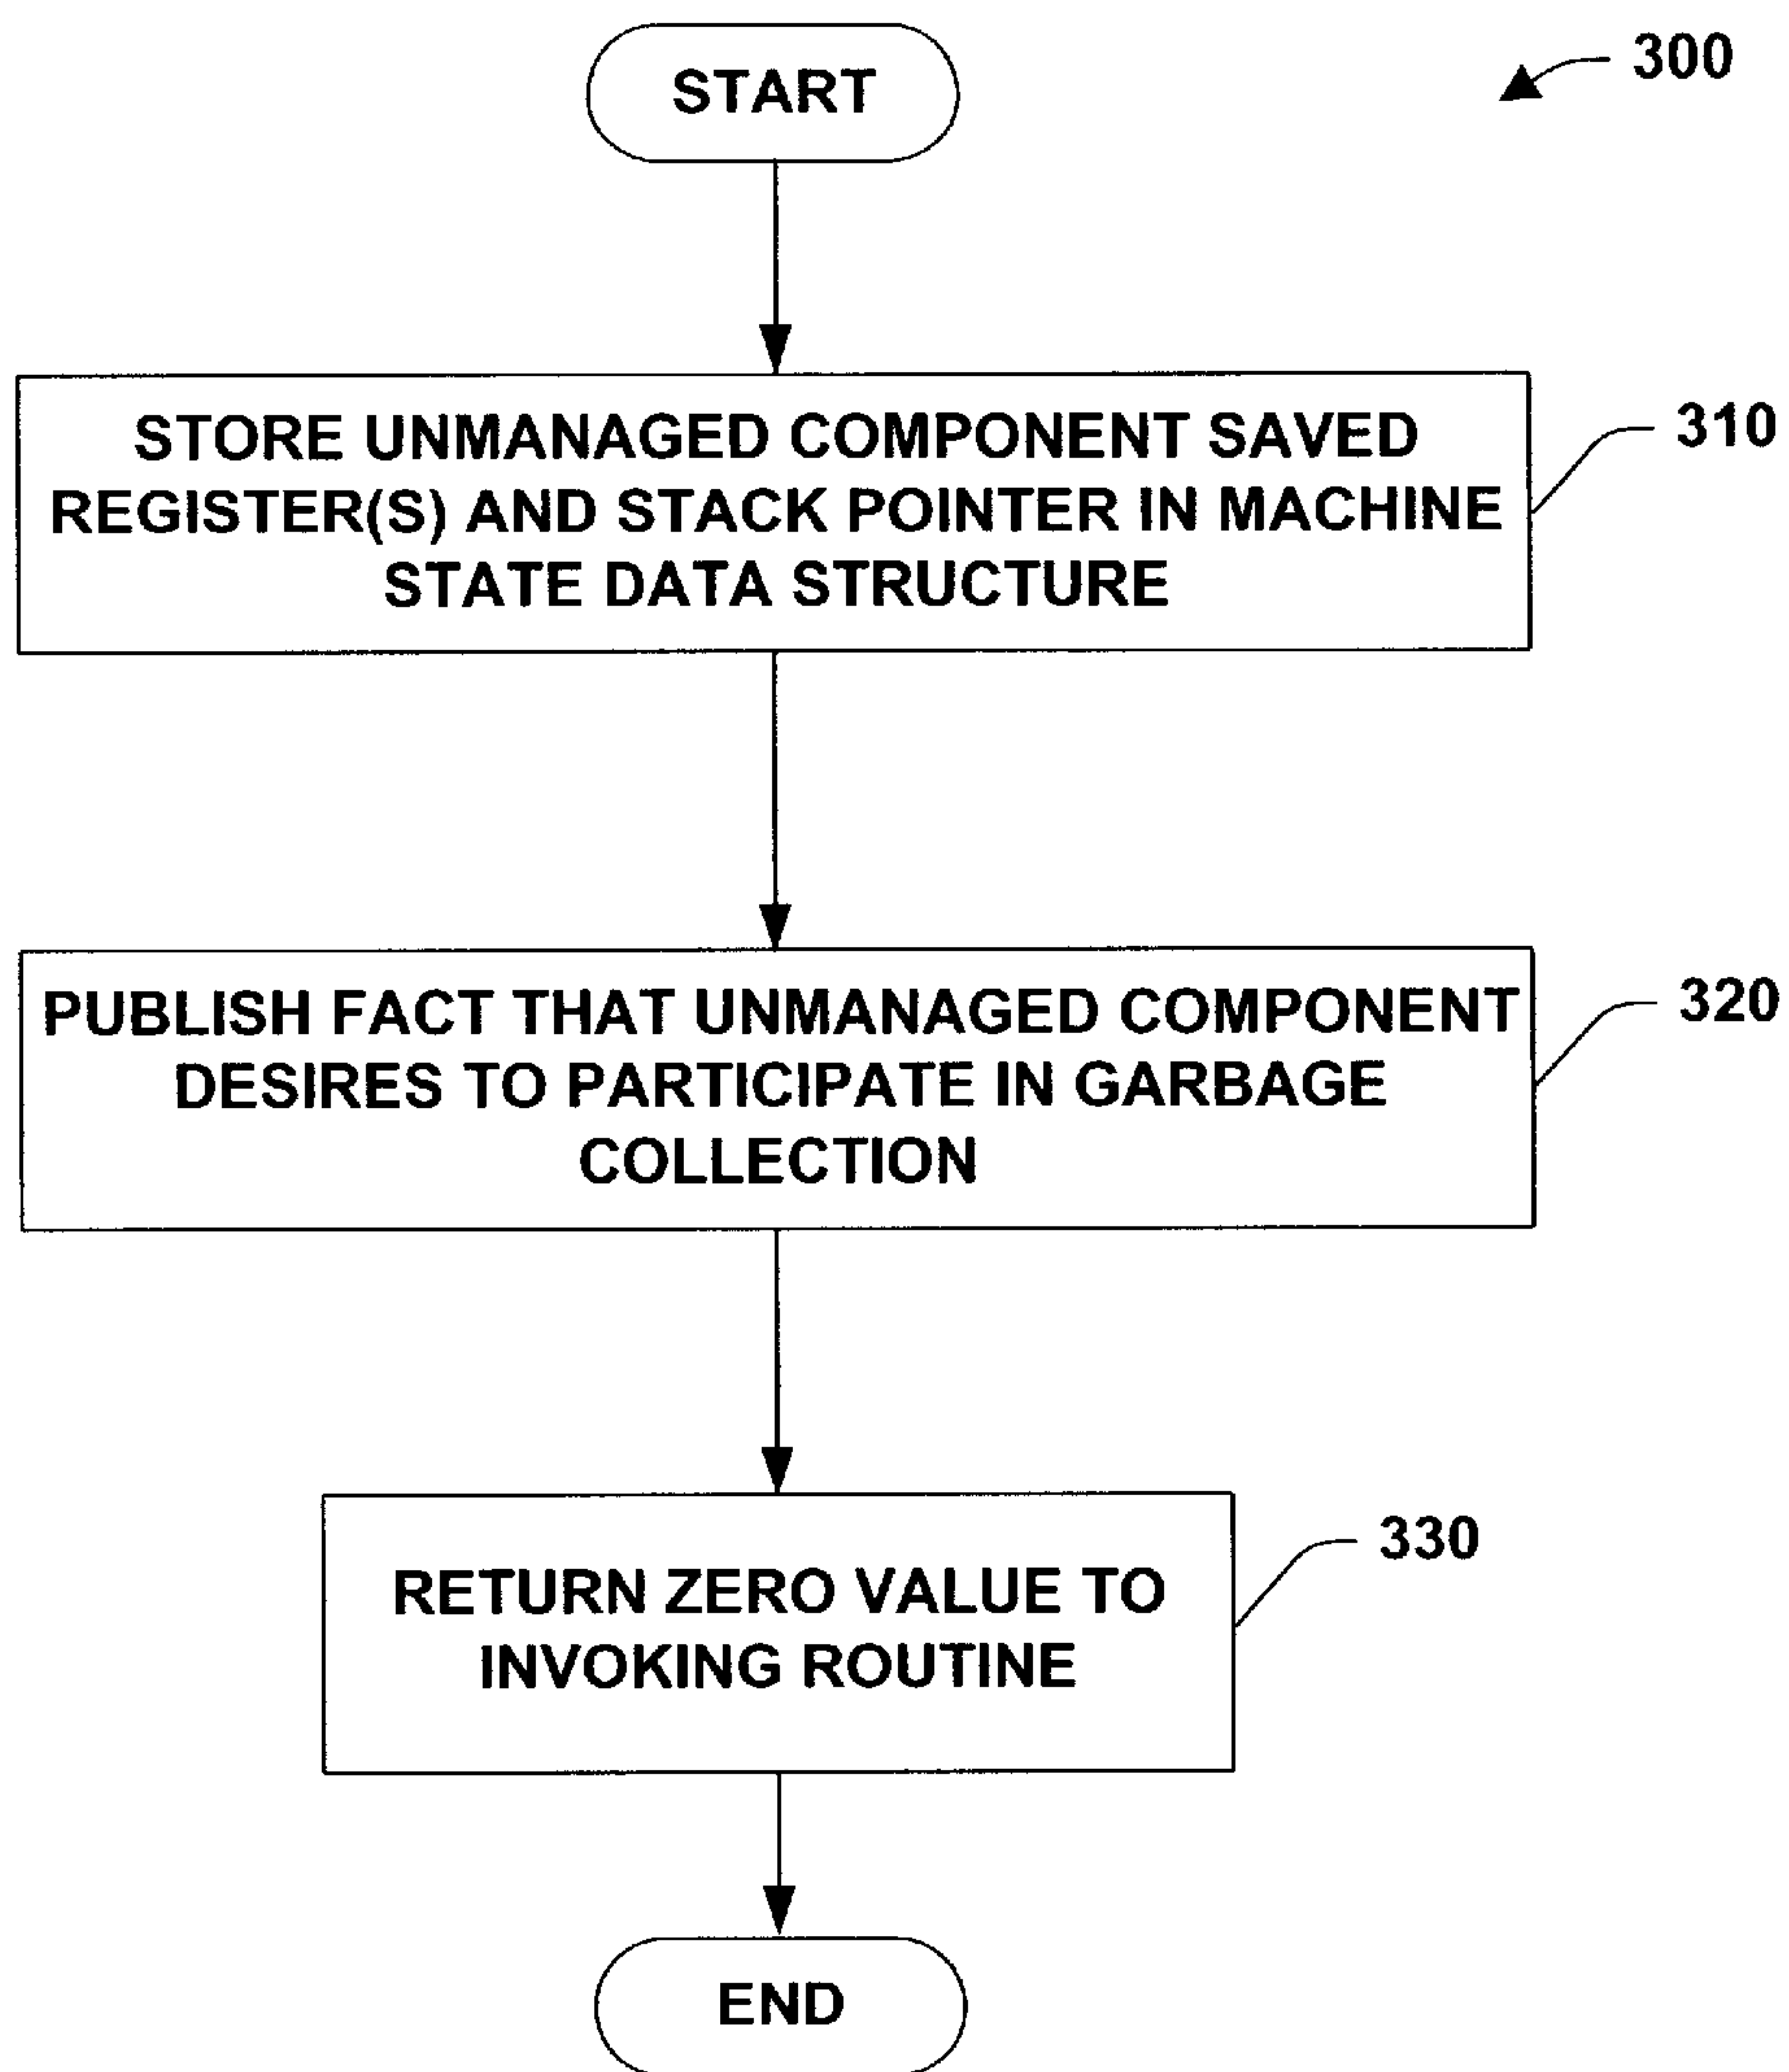 START
300
STORE UNMANAGED COMPONENT SAVED
REGISTER(S) AND STACK POINTER IN MACHINE
STATE DATA STRUCTURE
310
PUBLISH FACT THAT UNMANAGED COMPONENT
DESIRES TO PARTICIPATE IN GARBAGE
COLLECTION
320
RETURN ZERO VALUE TO
INVOKING ROUTINE
330
END